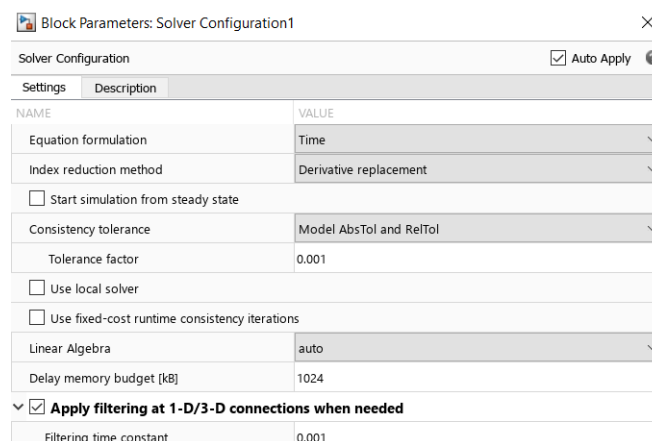 Block Parameters: Solver Configuration1
Solver Configuration Auto Apply
Settings Description
NAME VALUE
Equation formulation Time
Index reduction method Derivative replacement
Start simulation from steady state
Consistency tolerance Model AbsTol and RelTol
Tolerance factor 0.001
Use local solver
Use fixed-cost runtime consistency iterations
Linear Algebra auto
Delay memory budget [kB] 1024
Apply filtering at 1-D/3-D connections when needed
Filtering time constant 0.001